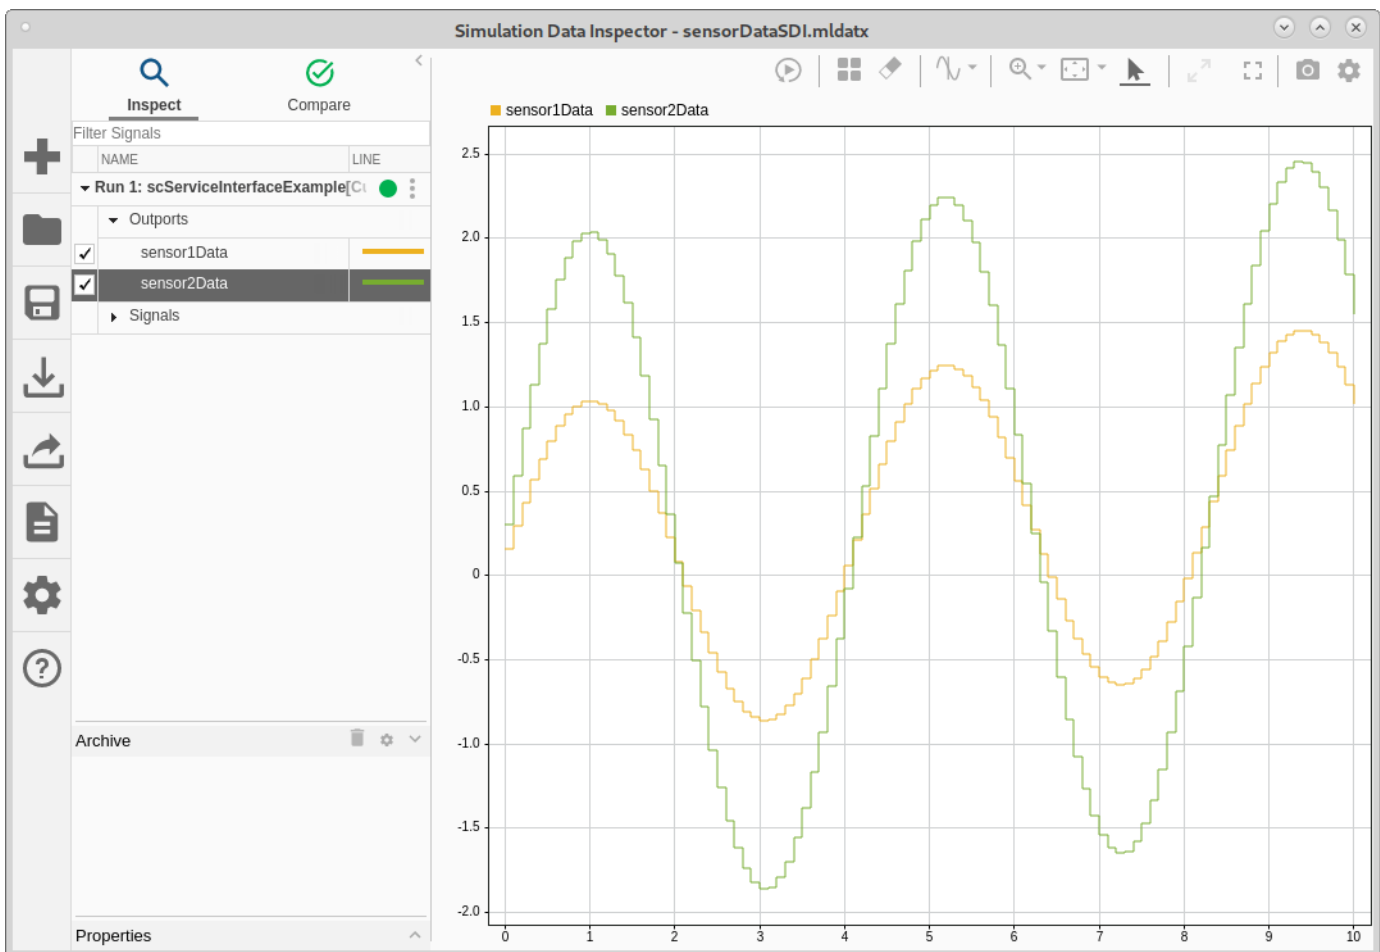 Simulation Data Inspector - sensorDataSDI.mldatx
Inspect
Compare
Filter Signals
NAME LINE
Run 1: scServiceInterfaceExample[
Outports
sensor1Data
sensor2Data
Signals
Archive
Properties
sensor1Data sensor2Data
2.5
2.0
1.5
1.0
0.5
0
-0.5
-1.0
-1.5
-2.0
0 1 2 3 4 5 6 7 8 9 10